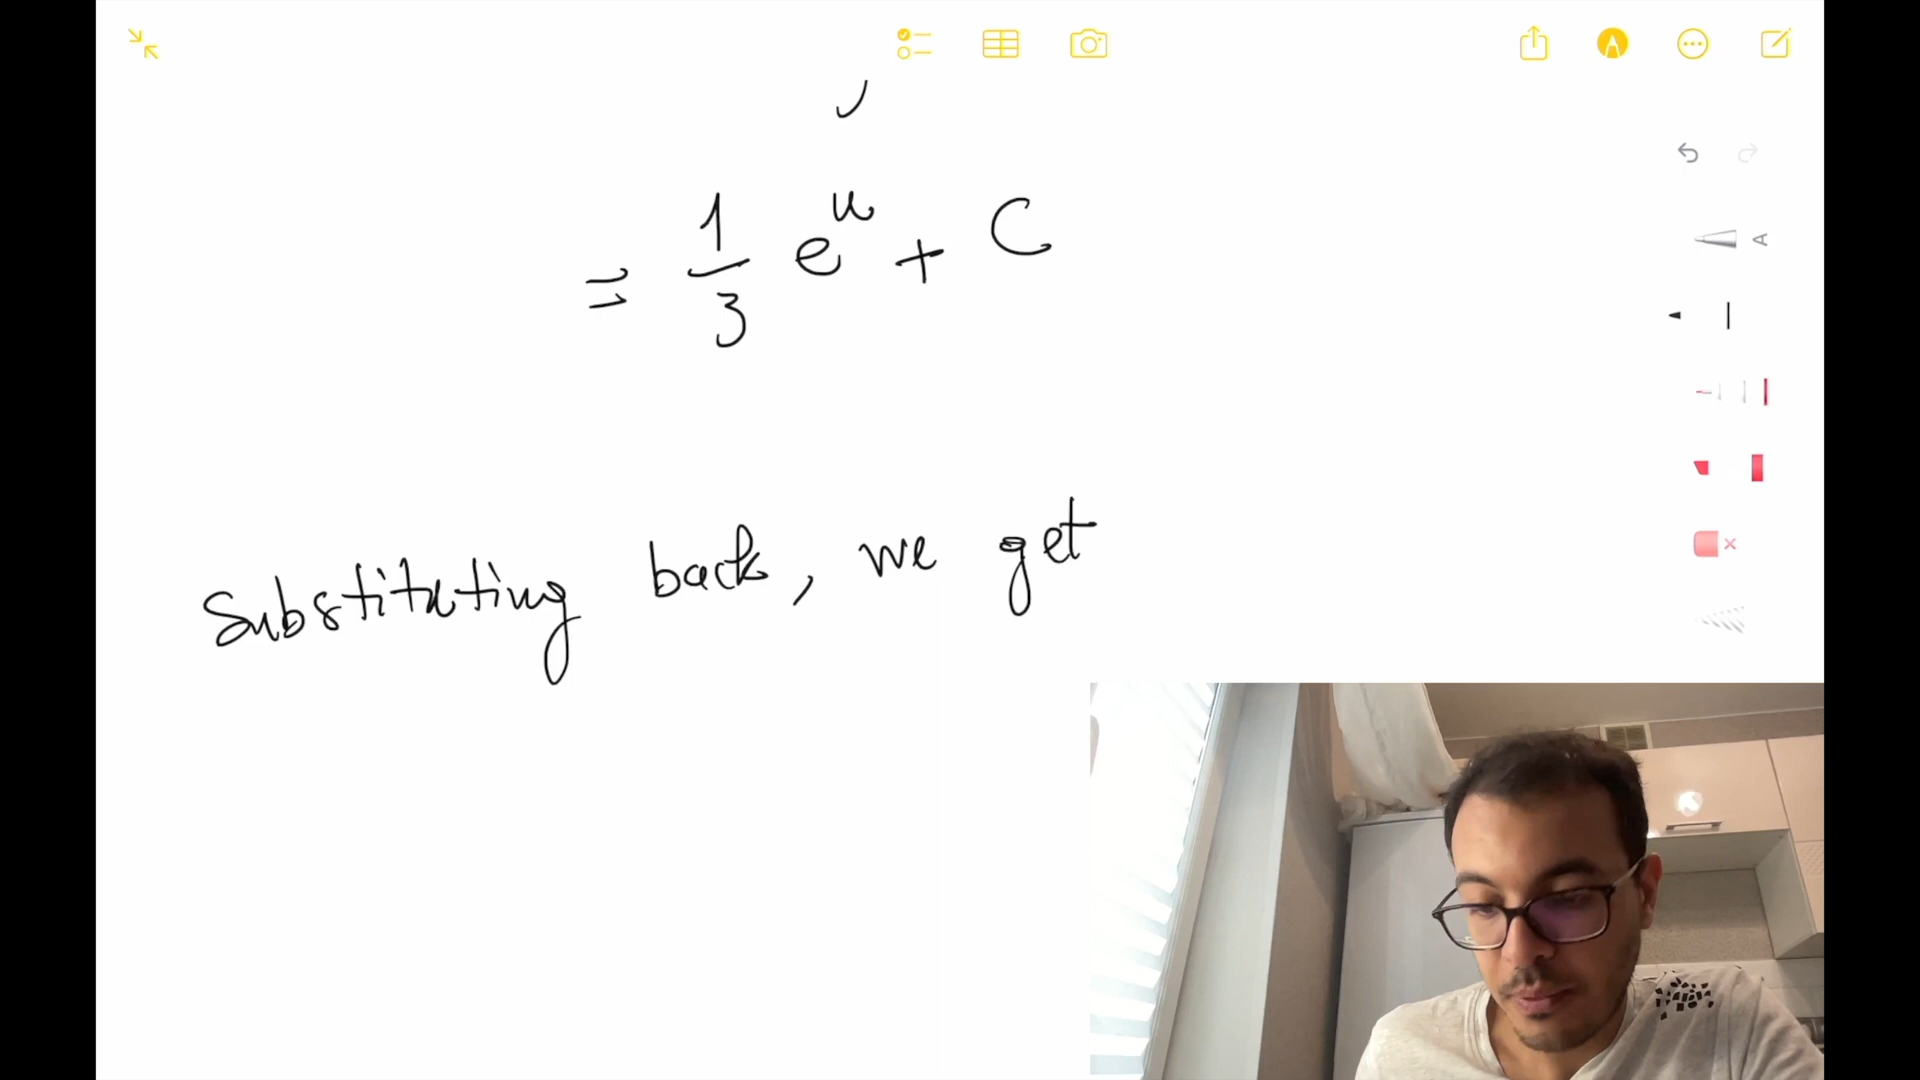 = 1/3 e^u + C
Substituting back, we get
A